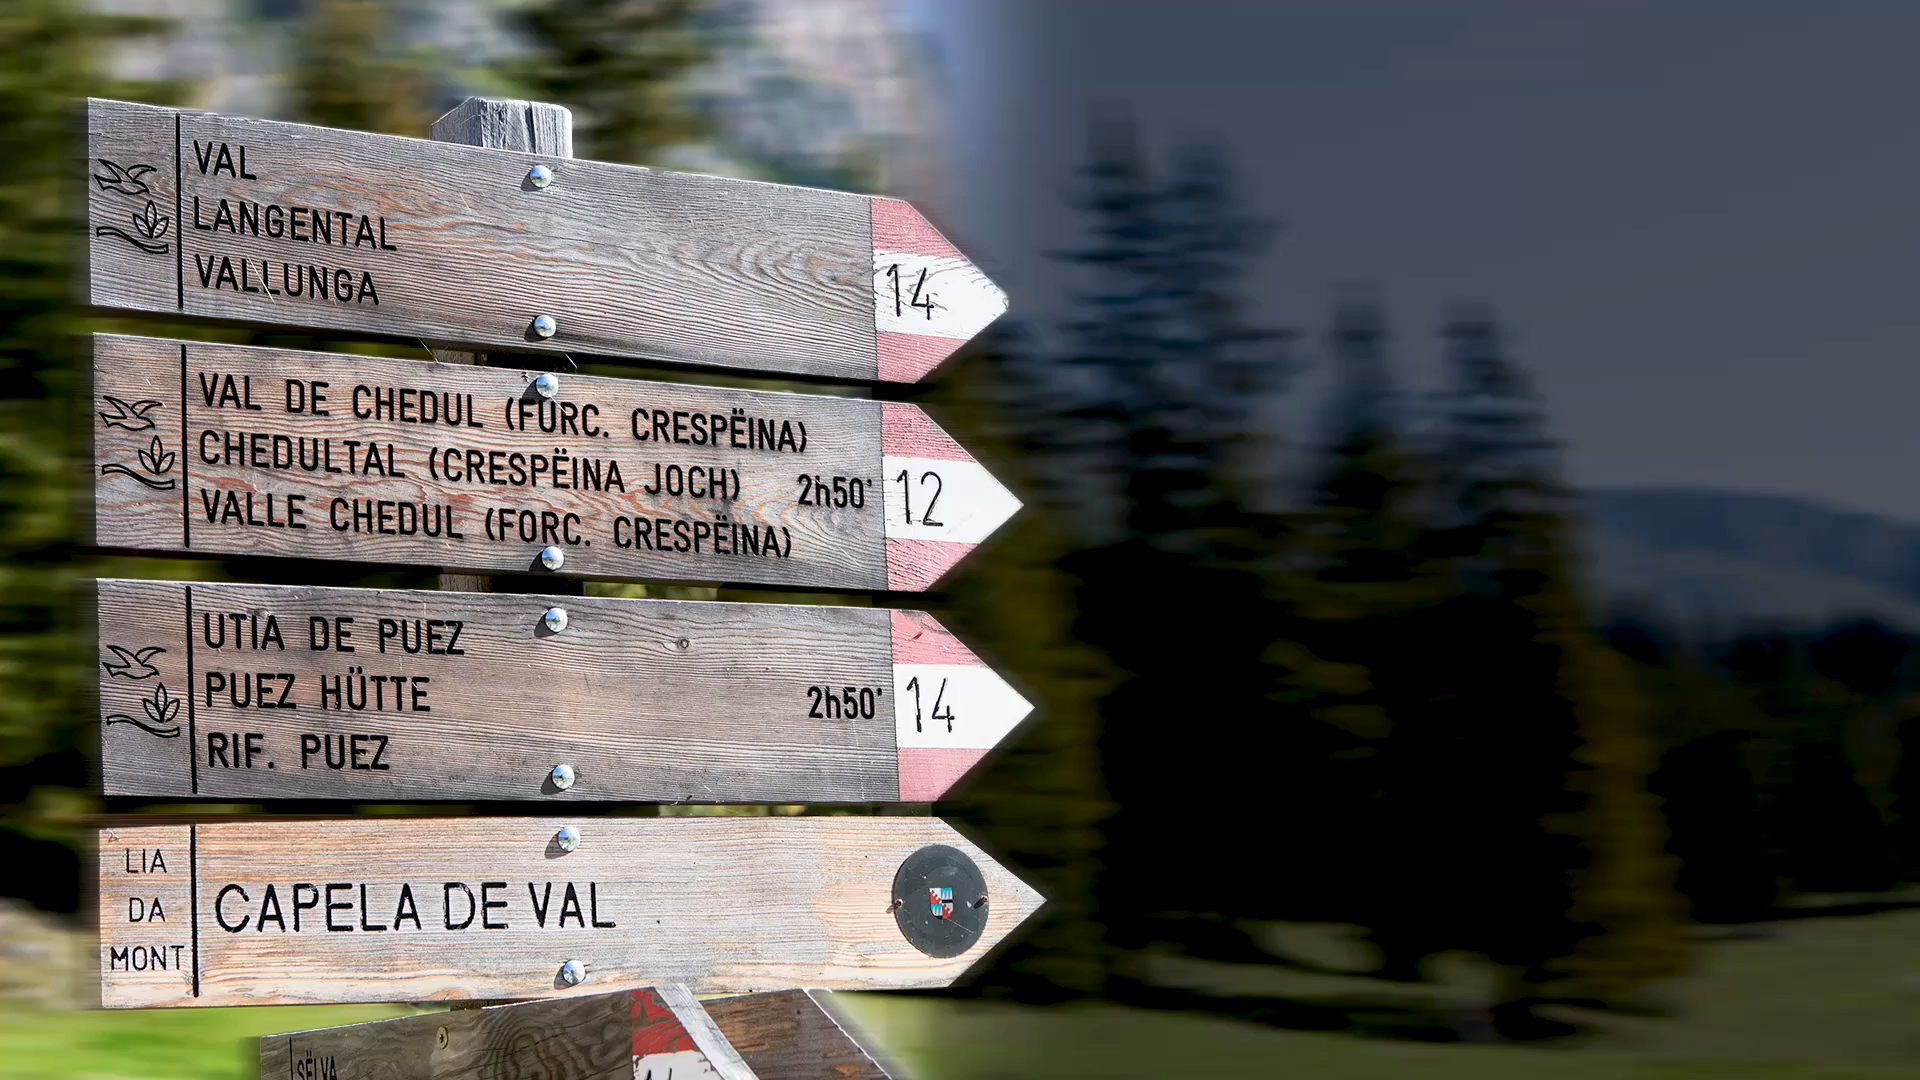 VAL
LANGENTAL
VALLUNGA
14
VAL DE CHEDUL (FURC. CRESPËINA)
CHEDULTAL (CRESPËINA JOCH) 2h50'
VALLE CHEDUL (FORC. CRESPËINA)
12
UTIA DE PUEZ
PUEZ HÜTTE
RIF. PUEZ
2h50'
14
LIA
DA
MONT
CAPELA DE VAL
SËLVA